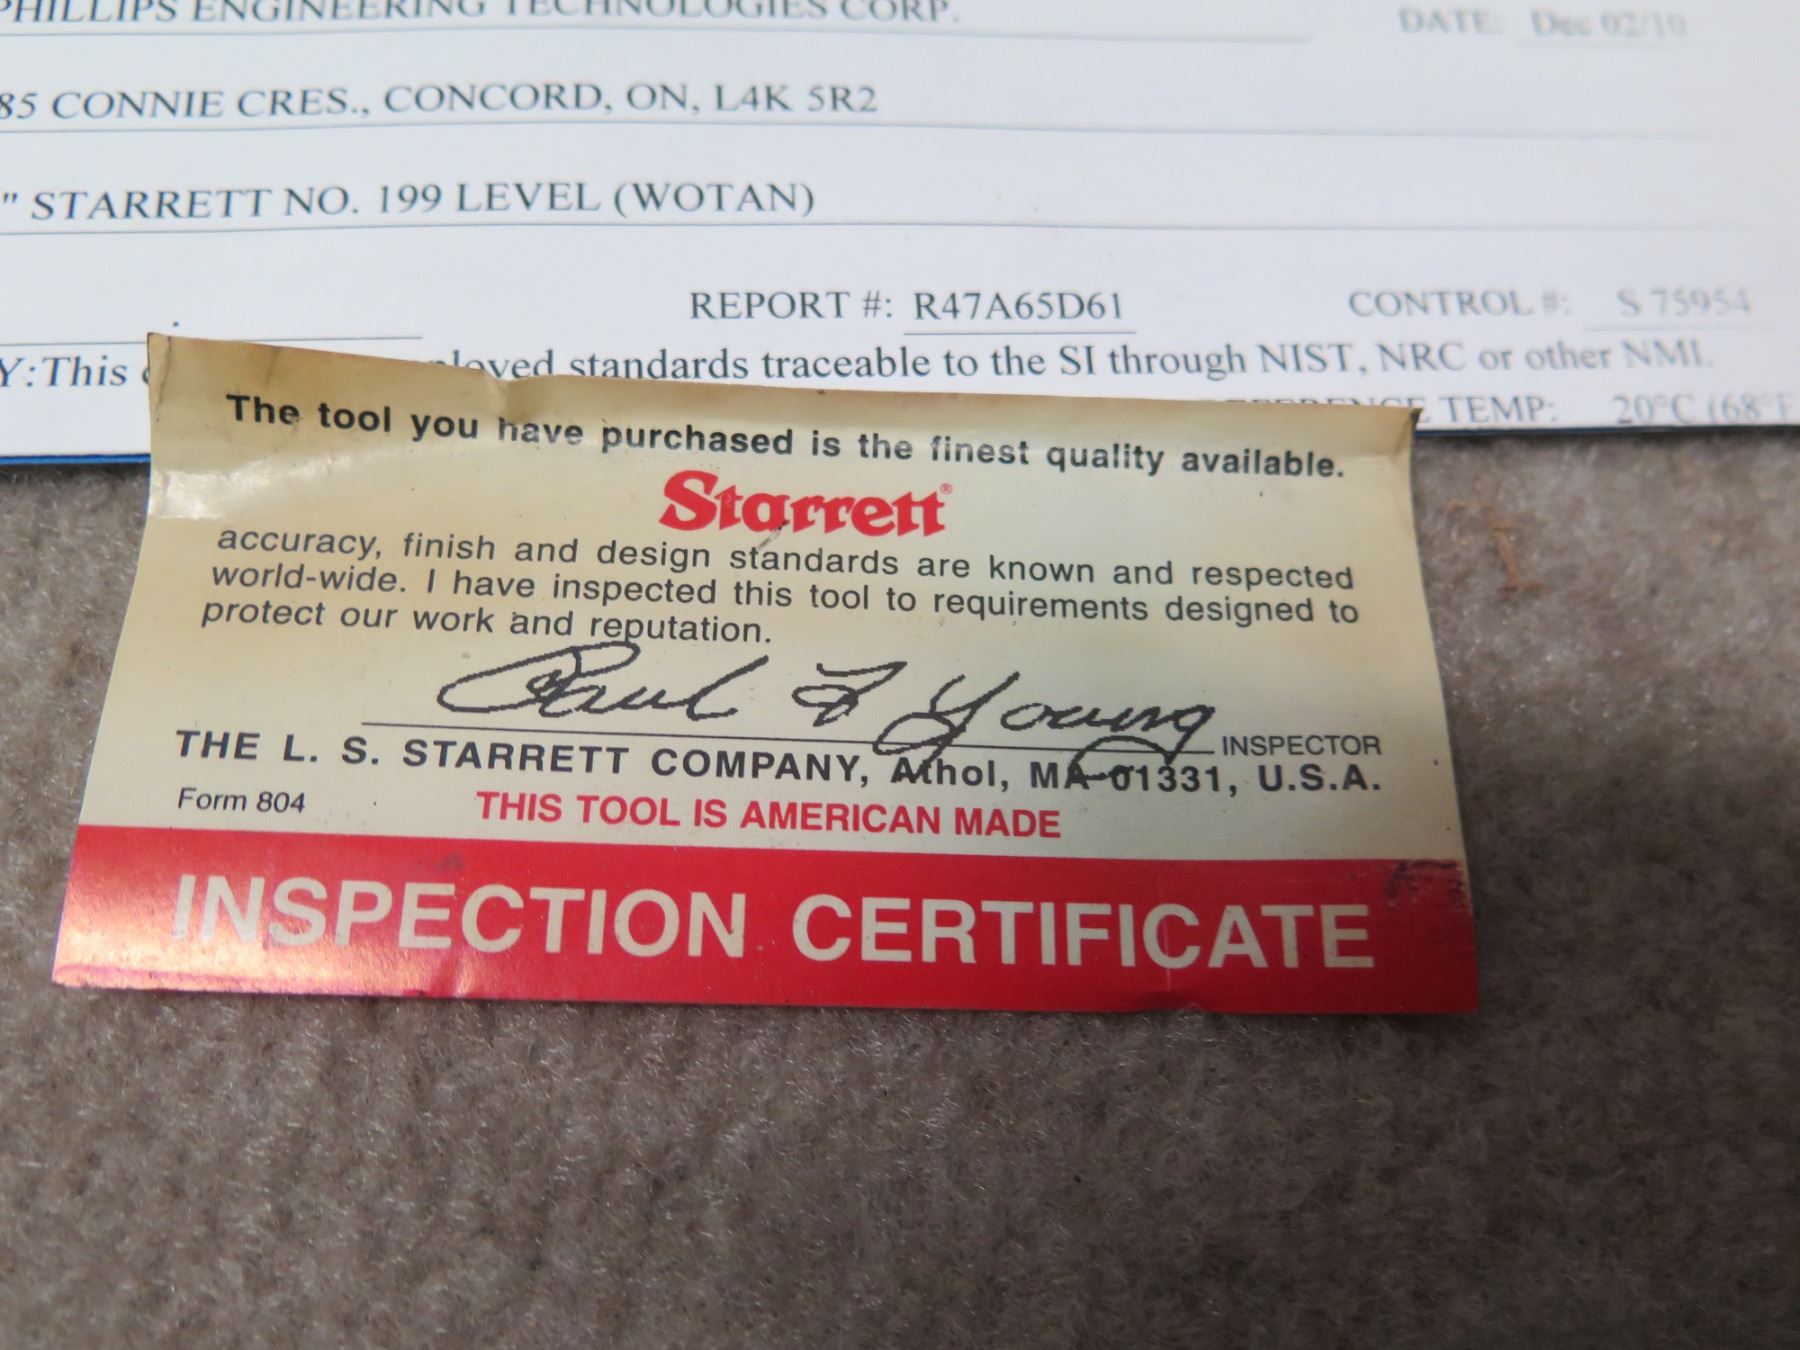 PHILLIPS ENGINEERING TECHNOLOGIES CORP. DATE: Dec 02/10
85 CONNIE CRES., CONCORD, ON, L4K 5R2
" STARRETT NO. 199 LEVEL (WOTAN)
REPORT #: R47A65D61 CONTROL #: S 75954
Y:This standards traceable to the SI through NIST, NRC or other NMI.
TEMP: 20°C (68°F
The tool you have purchased is the finest quality available.
Starrett®
accuracy, finish and design standards are known and respected
world-wide. I have inspected this tool to requirements designed to
protect our work and reputation.
Paul F Young INSPECTOR
THE L. S. STARRETT COMPANY, Athol, MA 01331, U.S.A.
Form 804 THIS TOOL IS AMERICAN MADE
INSPECTION CERTIFICATE